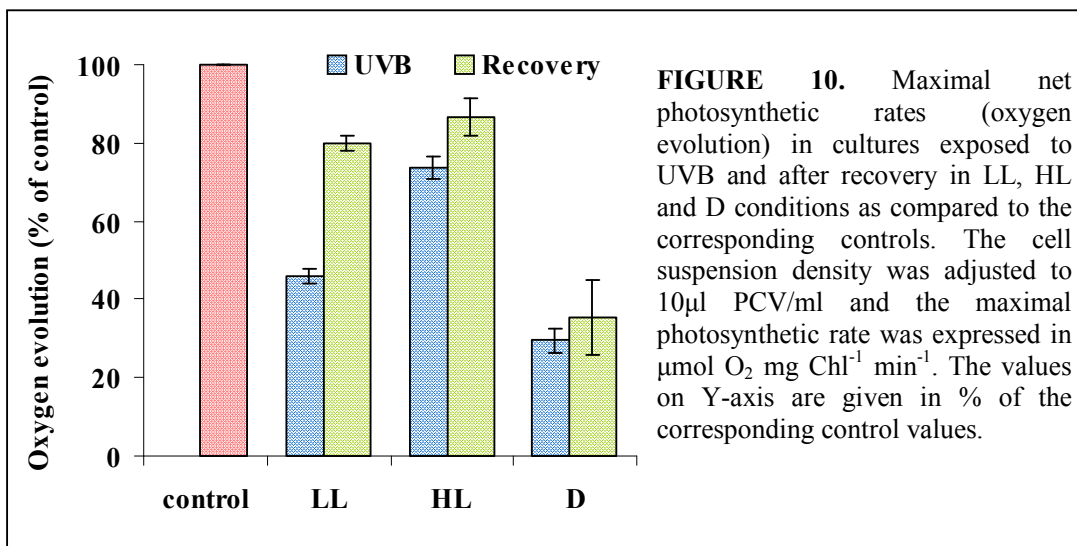 100
80
60
40
20
0
Oxygen evolution (% of control)
UVB Recovery
control LL HL D
FIGURE 10. Maximal net
photosynthetic rates (oxygen
evolution) in cultures exposed to
UVB and after recovery in LL, HL
and D conditions as compared to the
corresponding controls. The cell
suspension density was adjusted to
10µl PCV/ml and the maximal
photosynthetic rate was expressed in
µmol O₂ mg Chl⁻¹ min⁻¹. The values
on Y-axis are given in % of the
corresponding control values.